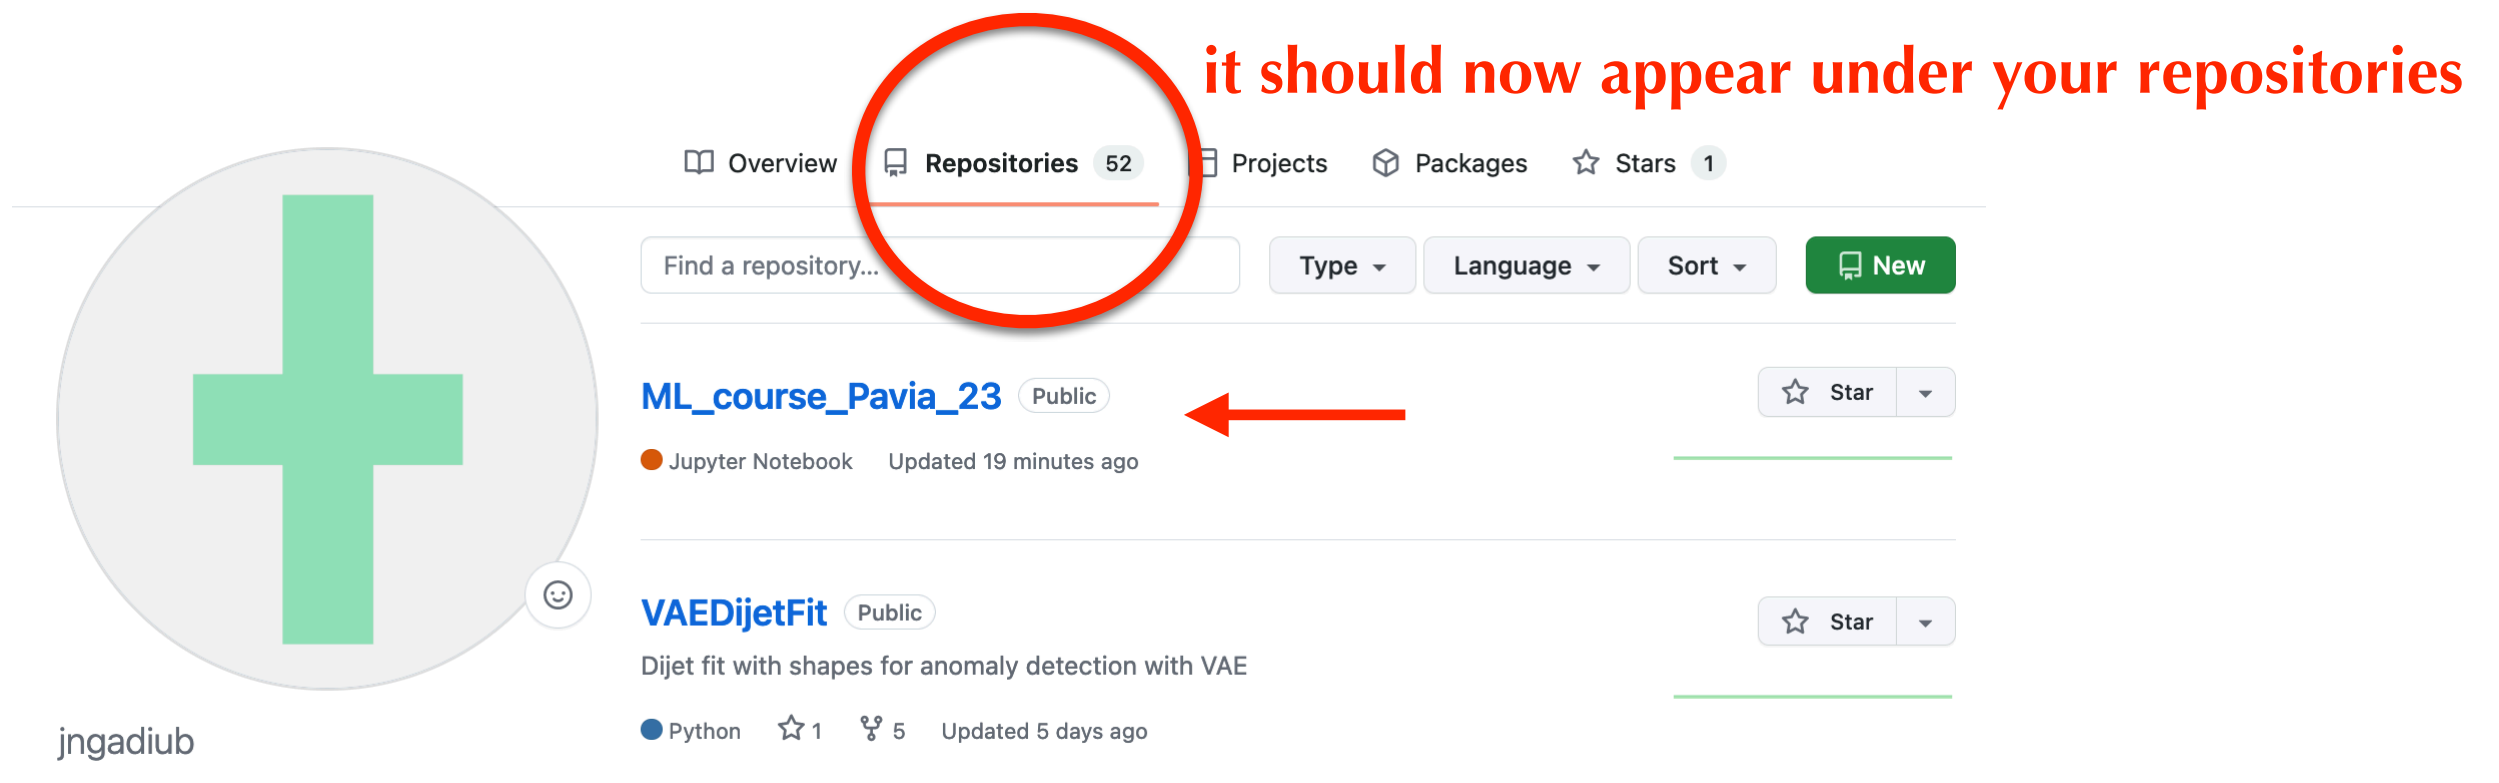 it should now appear under your repositories
Overview Repositories 52 Projects Packages Stars 1
Find a repository... Type Language Sort New
ML_course_Pavia_23 Public Star
Jupyter Notebook Updated 19 minutes ago
VAEDijetFit Public Star
Dijet fit with shapes for anomaly detection with VAE
Python 1 5 Updated 5 days ago
jngadiub